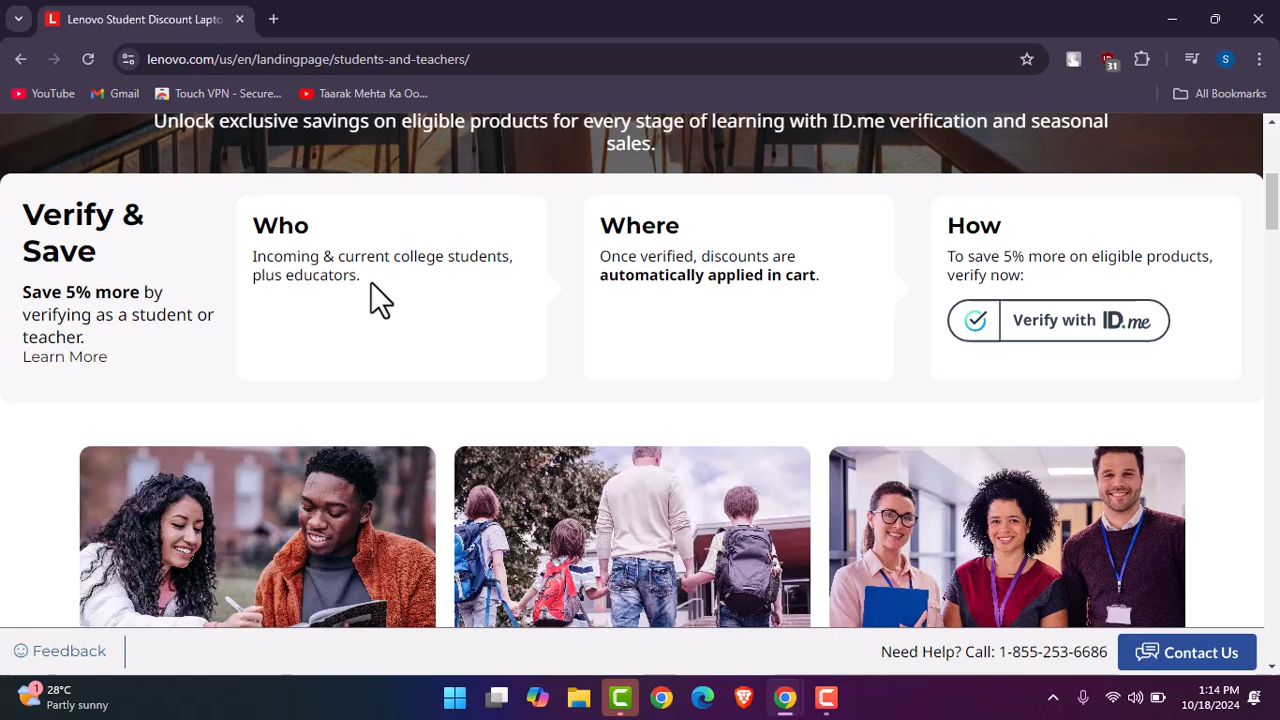 Lenovo Student Discount Lapto
lenovo.com/us/en/landingpage/students-and-teachers/
31
S
YouTube
Gmail
Touch VPN - Secure...
Taarak Mehta Ka Oo...
All Bookmarks
Unlock exclusive savings on eligible products for every stage of learning with ID.me verification and seasonal
sales.
Verify &
Save
Save 5% more by
verifying as a student or
teacher.
Learn More
Who
Incoming & current college students,
plus educators.
Where
Once verified, discounts are
automatically applied in cart.
How
To save 5% more on eligible products,
verify now:
Verify with ID.me
Feedback
Need Help? Call: 1-855-253-6686
Contact Us
1
28°C
Partly sunny
1:14 PM
10/18/2024